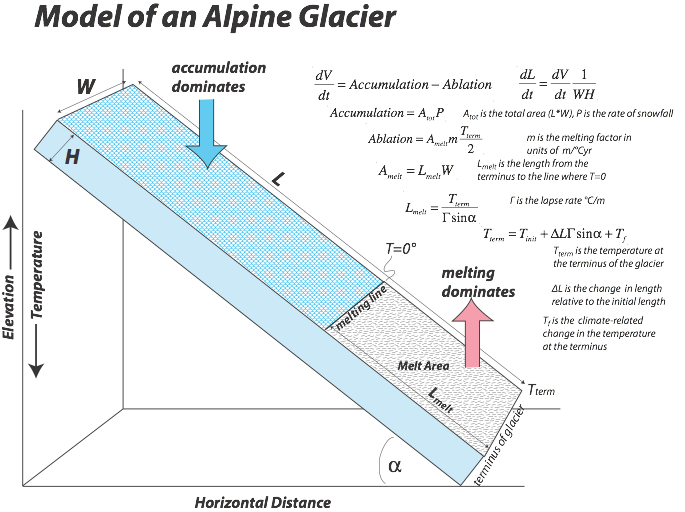 Model of an Alpine Glacier
accumulation
dominates
W
H
L
dV/dt = Accumulation − Ablation
dL/dt = dV/dt 1/WH
Accumulation = A_tot P
A_tot is the total area (L*W), P is the rate of snowfall
Ablation = A_melt m T_term/2
m is the melting factor in
units of m/°Cyr
A_melt = L_melt W
L_melt is the length from the
terminus to the line where T=0
L_melt = T_term/Γ sin α
Γ is the lapse rate °C/m
T_term = T_init + ΔLΓ sin α + T_f
T_term is the temperature at
the terminus of the glacier
ΔL is the change in length
relative to the initial length
T_f is the climate-related
change in the temperature
at the terminus
T=0°
melting
dominates
melting line
Melt Area
L_melt
T_term
terminus of glacier
α
Elevation
Temperature
Horizontal Distance